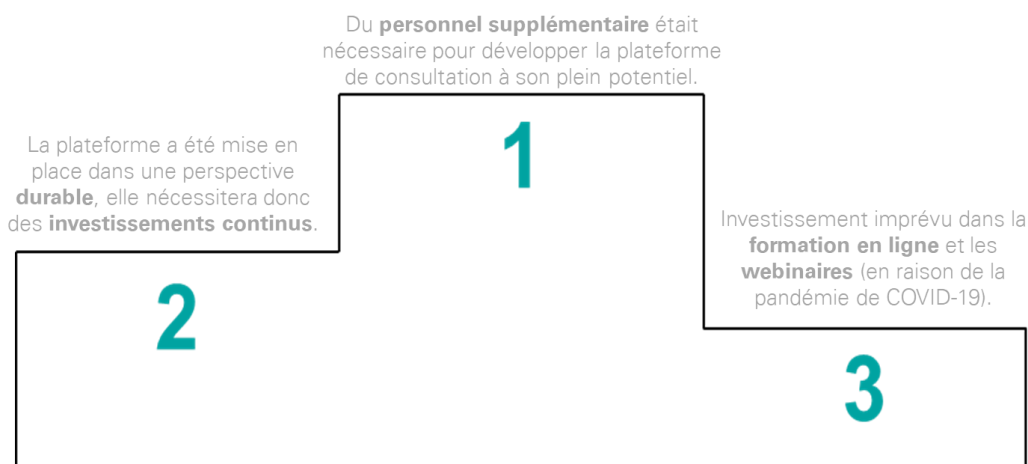 Du personnel supplémentaire était
nécessaire pour développer la plateforme
de consultation à son plein potentiel.
1
La plateforme a été mise en
place dans une perspective
durable, elle nécessitera donc
des investissements continus.
2
Investissement imprévu dans la
formation en ligne et les
webinaires (en raison de la
pandémie de COVID-19).
3